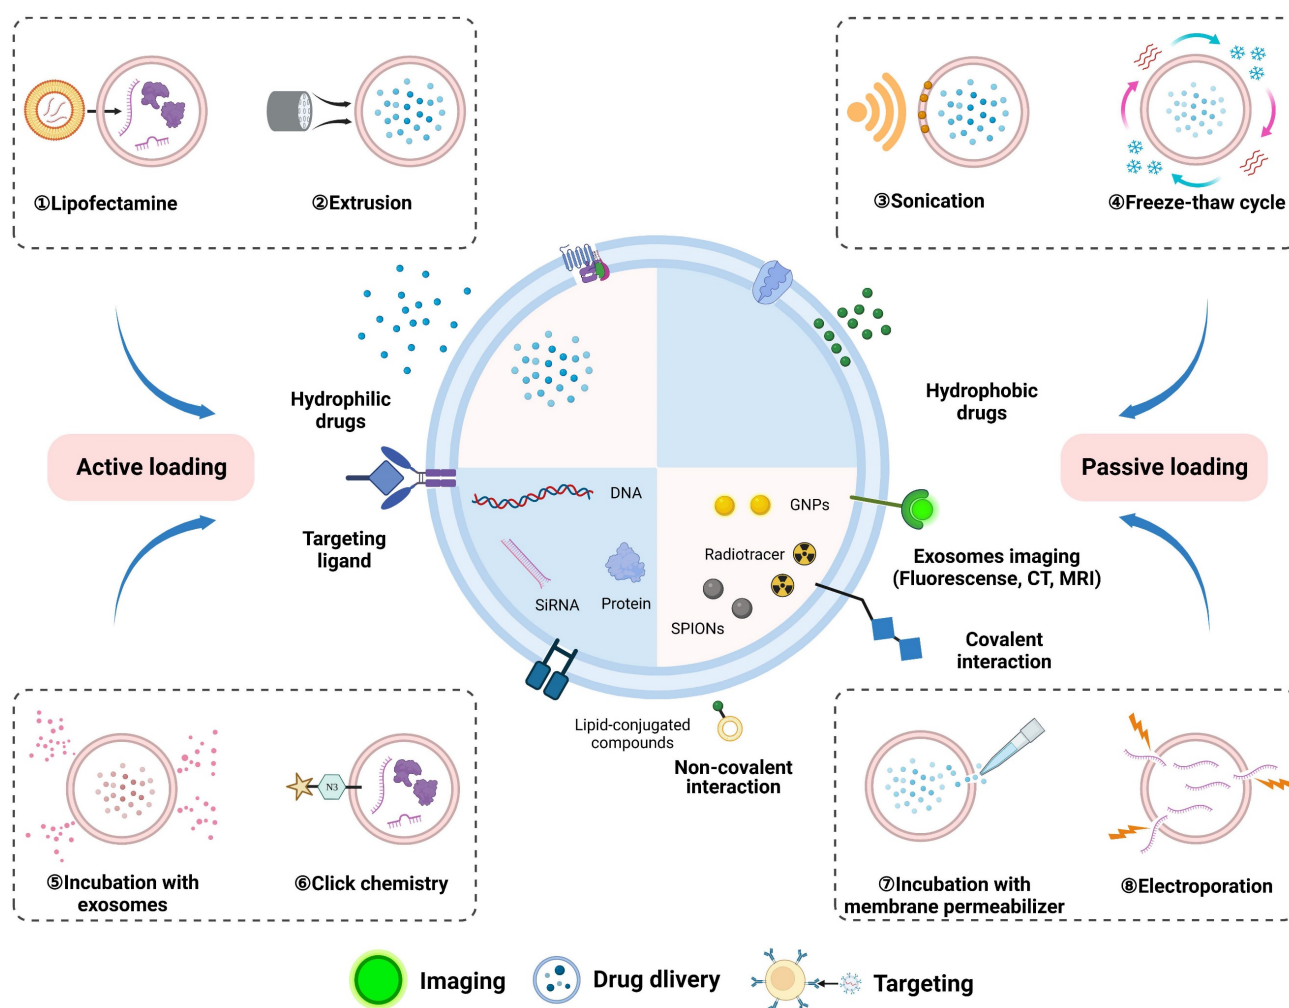 ①Lipofectamine
②Extrusion
③Sonication
④Freeze-thaw cycle
Hydrophilic
drugs
Hydrophobic
drugs
Active loading
Passive loading
Targeting
ligand
DNA
SiRNA
Protein
GNPs
Radiotracer
SPIONs
Exosomes imaging
(Fluorescense, CT, MRI)
Covalent
interaction
Lipid-conjugated
compounds
Non-covalent
interaction
N3
⑤Incubation with
exosomes
⑥Click chemistry
⑦Incubation with
membrane permeabilizer
⑧Electroporation
Imaging
Drug dlivery
Targeting